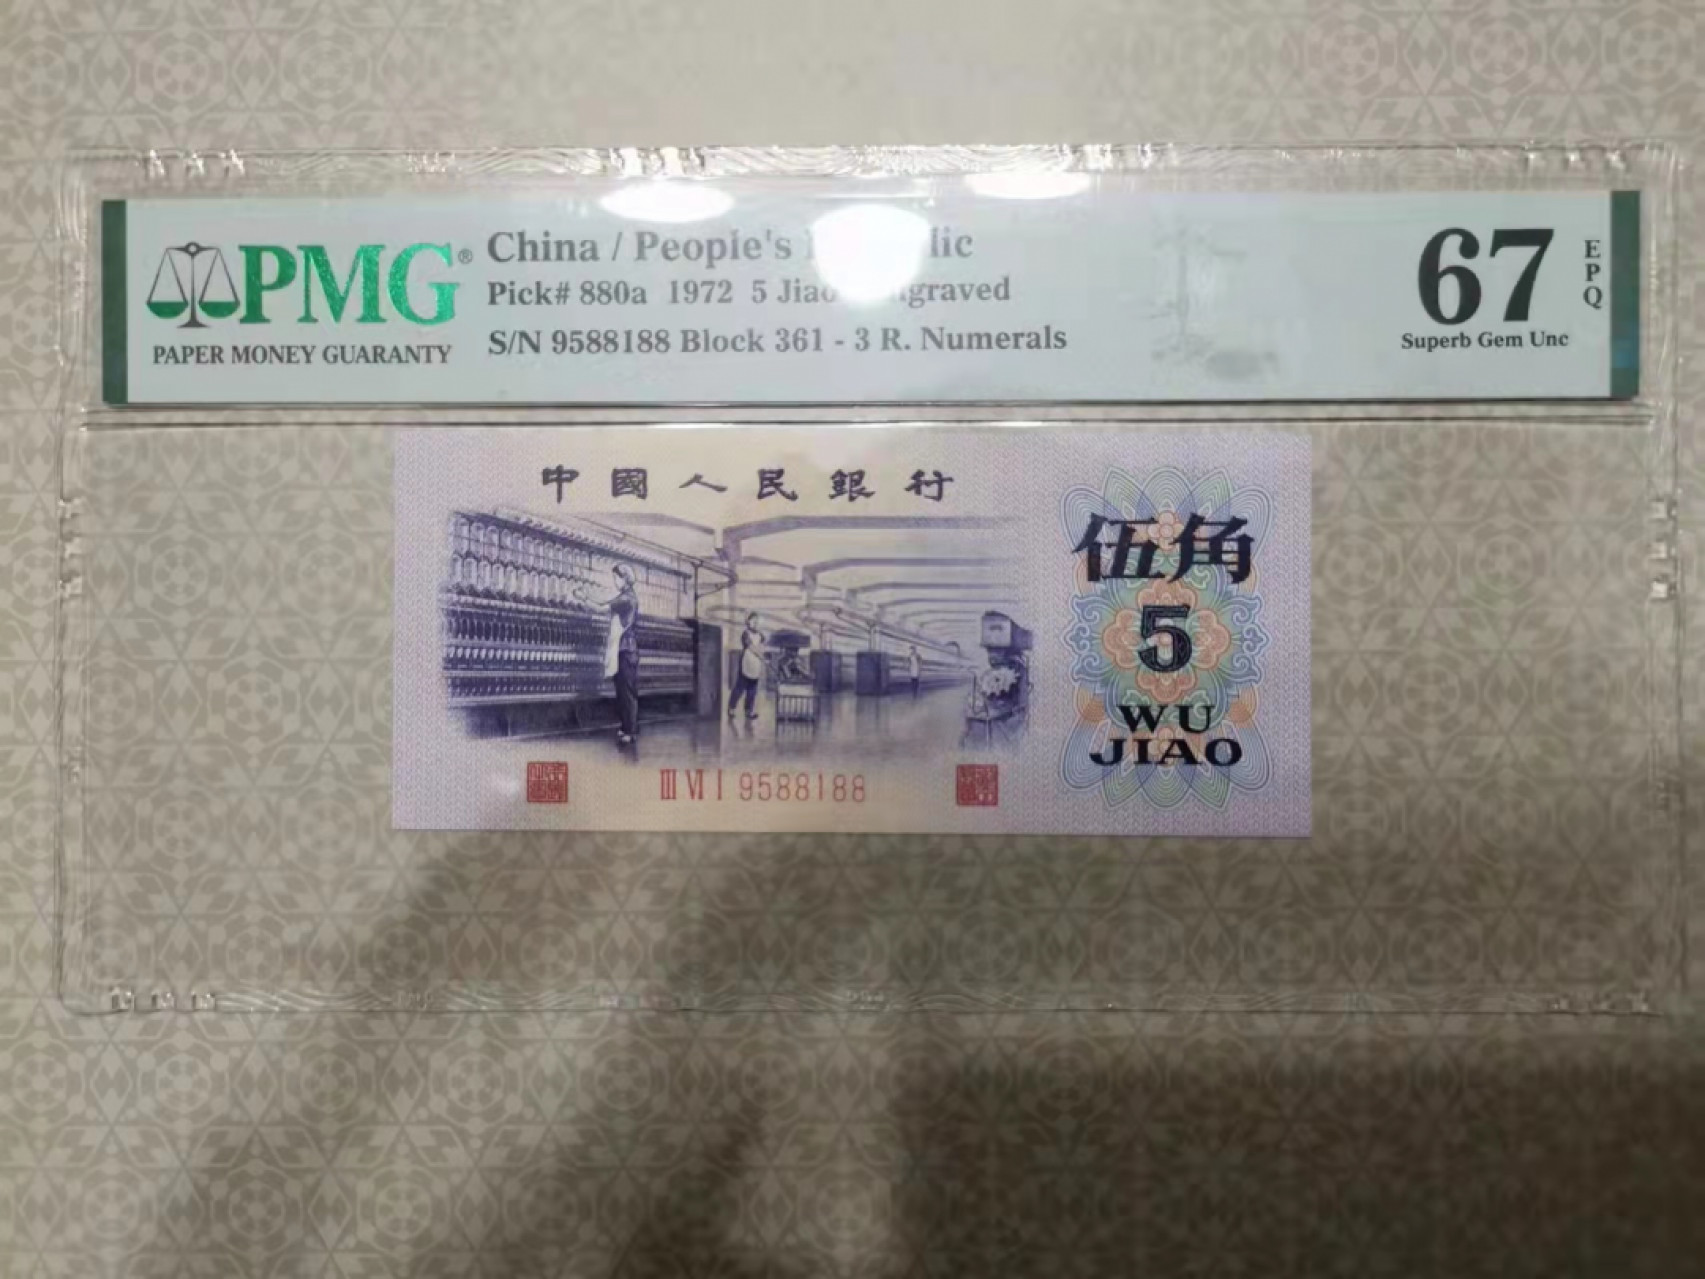 PMG®
PAPER MONEY GUARANTY
China / People's
Pick# 880a 1972 5
S/N 9588188 Block 361 - 3 R. Numerals
67
EPQ
Superb Gem Unc
中國人民銀行
伍角
5
WU
JIAO
III VI I 9588188